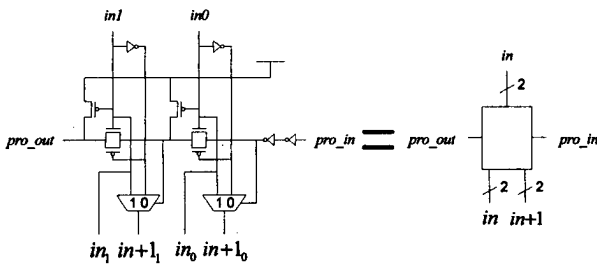 in1 in0 in
2
pro_out pro_in = pro_out pro_in
1 0 1 0
2 2
in₁ in+1₁ in₀ in+1₀ in in+1